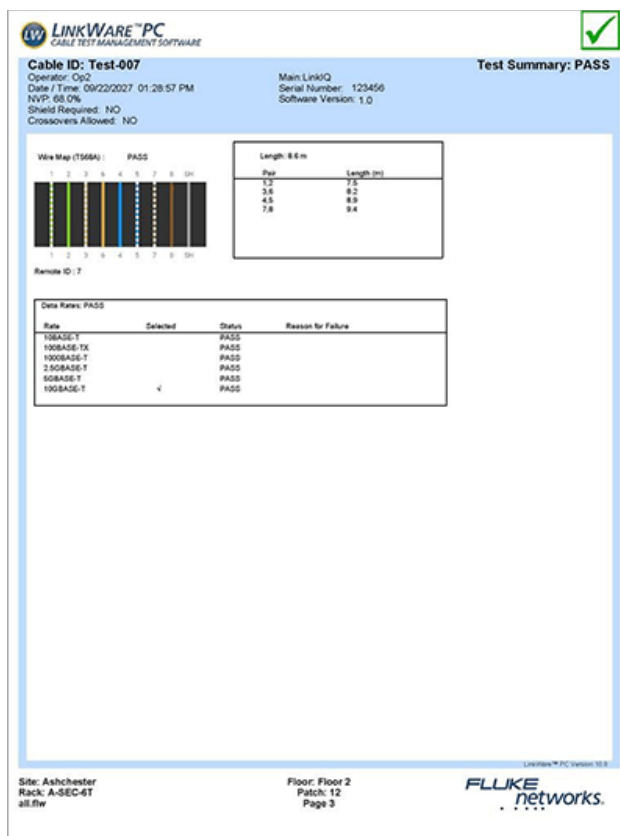 LW LINKWARE™PC
CABLE TEST MANAGEMENT SOFTWARE
Cable ID: Test-007
Test Summary: PASS
Operator: Op2
Date / Time: 09/22/2027 01:28:57 PM
NVP: 68.0%
Shield Required: NO
Crossovers Allowed: NO
Main:LinkIQ
Serial Number: 123456
Software Version: 1.0
Wire Map (T568A) : PASS
1 2 3 6 4 5 7 8 SH
1 2 3 6 4 5 7 8 SH
Remote ID : 7
Length: 8.6 m
Pair Length (m)
1,2 7.5
3,6 8.2
4,5 8.9
7,8 9.4
Data Rates: PASS
Rate Selected Status Reason for Failure
10BASE-T PASS
100BASE-TX PASS
1000BASE-T PASS
2.5GBASE-T PASS
5GBASE-T PASS
10GBASE-T √ PASS
LinkWare™ PC Version 10.8
Site: Ashchester
Rack: A-SEC-6T
all.flw
Floor: Floor 2
Patch: 12
Page 3
FLUKE
networks.